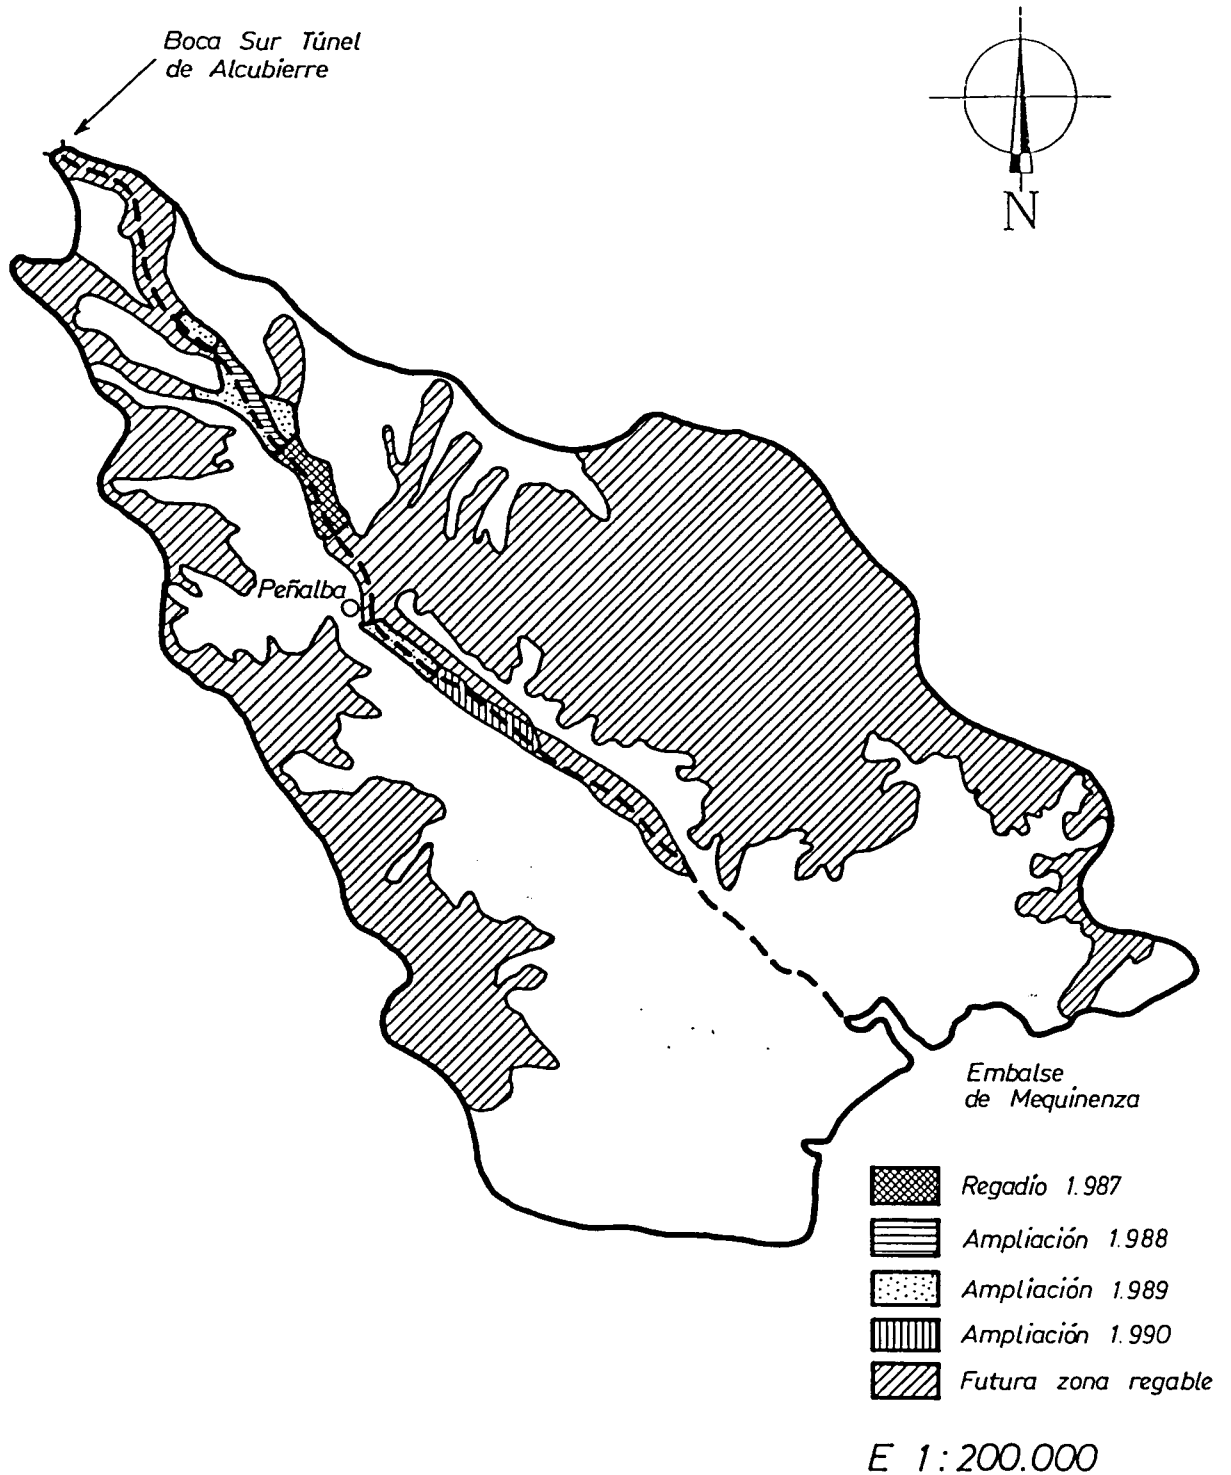 Boca Sur Túnel
de Alcubierre
N
Peñalba
Embalse
de Mequinenza
Regadío 1.987
Ampliación 1.988
Ampliación 1.989
Ampliación 1.990
Futura zona regable
E 1:200.000